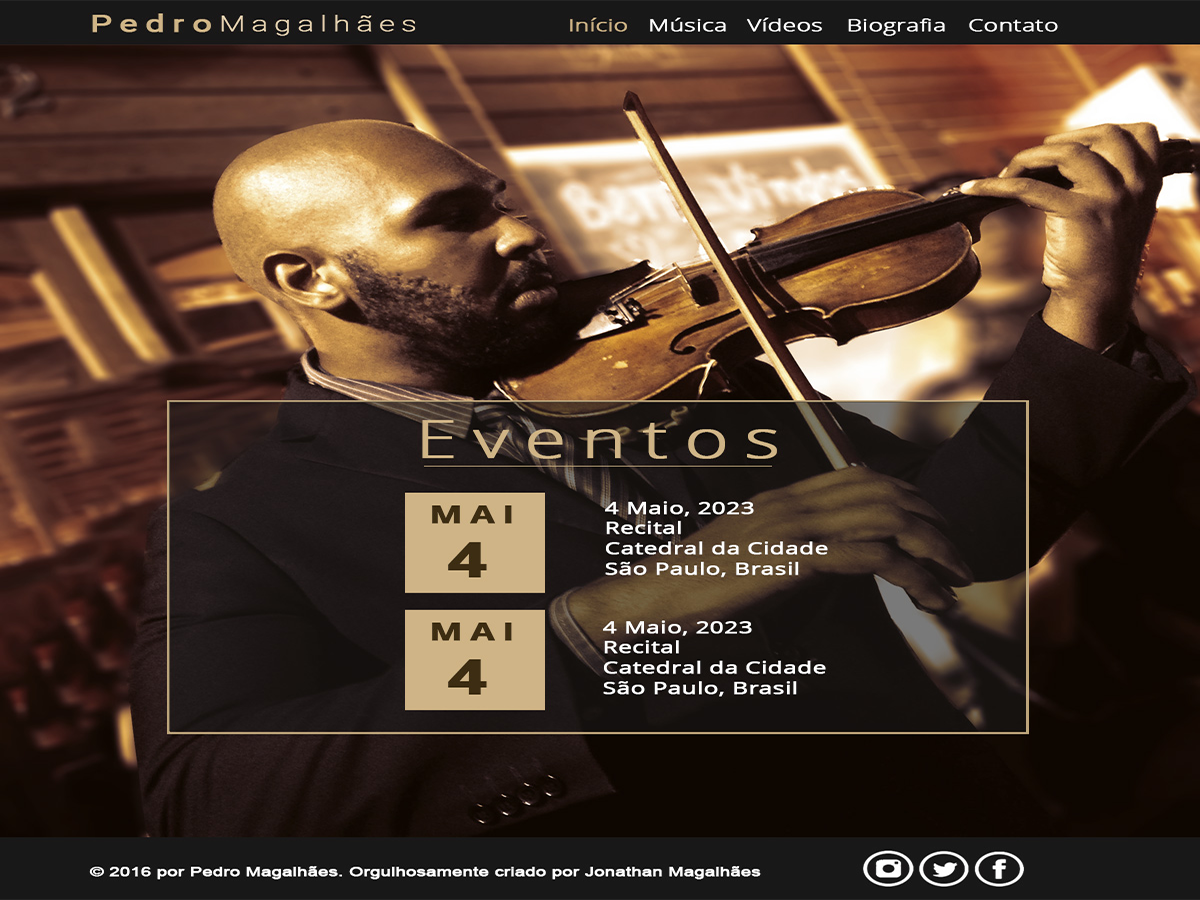 PedroMagalhães
Início Música Vídeos Biografia Contato
Bem Vindos
Eventos
MAI
4
4 Maio, 2023
Recital
Catedral da Cidade
São Paulo, Brasil
MAI
4
4 Maio, 2023
Recital
Catedral da Cidade
São Paulo, Brasil
© 2016 por Pedro Magalhães. Orgulhosamente criado por Jonathan Magalhães